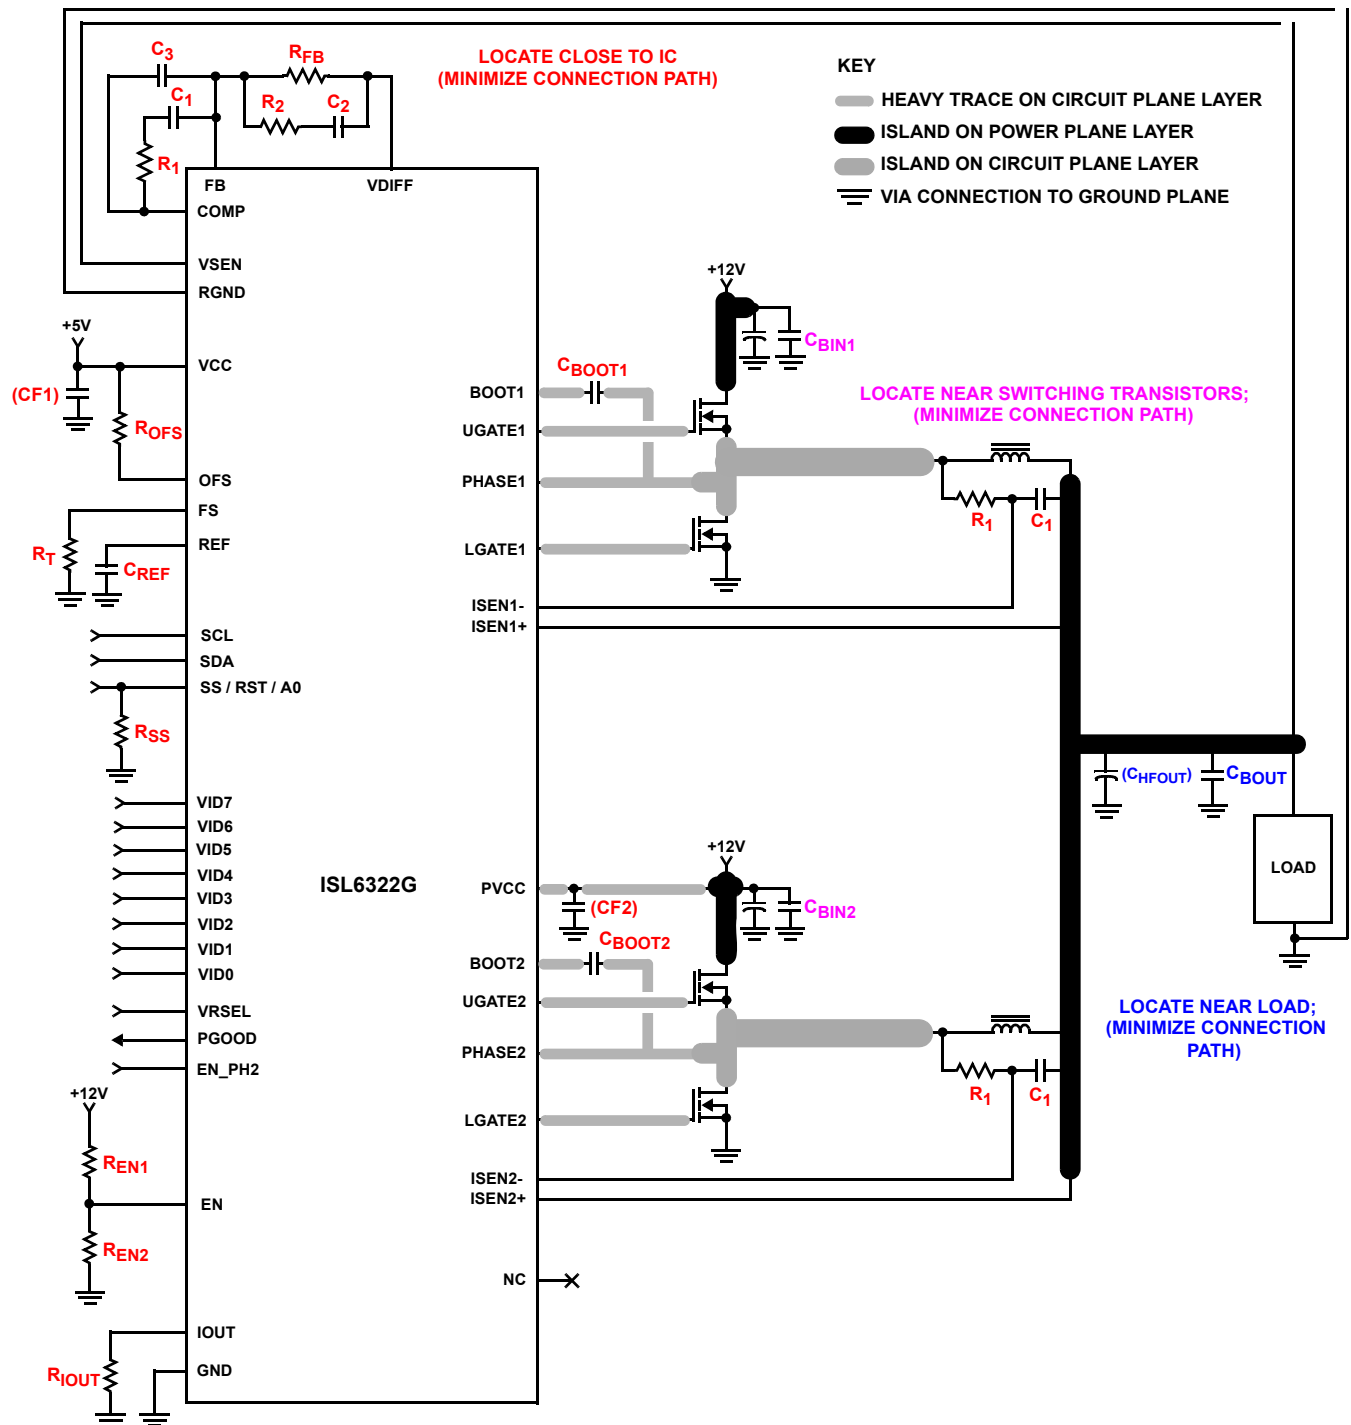 C3
RFB
LOCATE CLOSE TO IC
(MINIMIZE CONNECTION PATH)
C1
R2
C2
R1
KEY
HEAVY TRACE ON CIRCUIT PLANE LAYER
ISLAND ON POWER PLANE LAYER
ISLAND ON CIRCUIT PLANE LAYER
VIA CONNECTION TO GROUND PLANE
FB
VDIFF
COMP
VSEN
RGND
+5V
VCC
(CF1)
ROFS
OFS
FS
RT
REF
CREF
SCL
SDA
SS / RST / A0
RSS
VID7
VID6
VID5
VID4
VID3
VID2
VID1
VID0
VRSEL
PGOOD
EN_PH2
+12V
REN1
EN
REN2
IOUT
RIOUT
GND
ISL6322G
+12V
CBIN1
CBOOT1
BOOT1
LOCATE NEAR SWITCHING TRANSISTORS;
(MINIMIZE CONNECTION PATH)
UGATE1
PHASE1
R1
C1
LGATE1
ISEN1-
ISEN1+
(CHFOUT)
CBOUT
LOAD
+12V
PVCC
(CF2)
CBIN2
CBOOT2
BOOT2
UGATE2
LOCATE NEAR LOAD;
(MINIMIZE CONNECTION
PATH)
PHASE2
R1
C1
LGATE2
ISEN2-
ISEN2+
NC